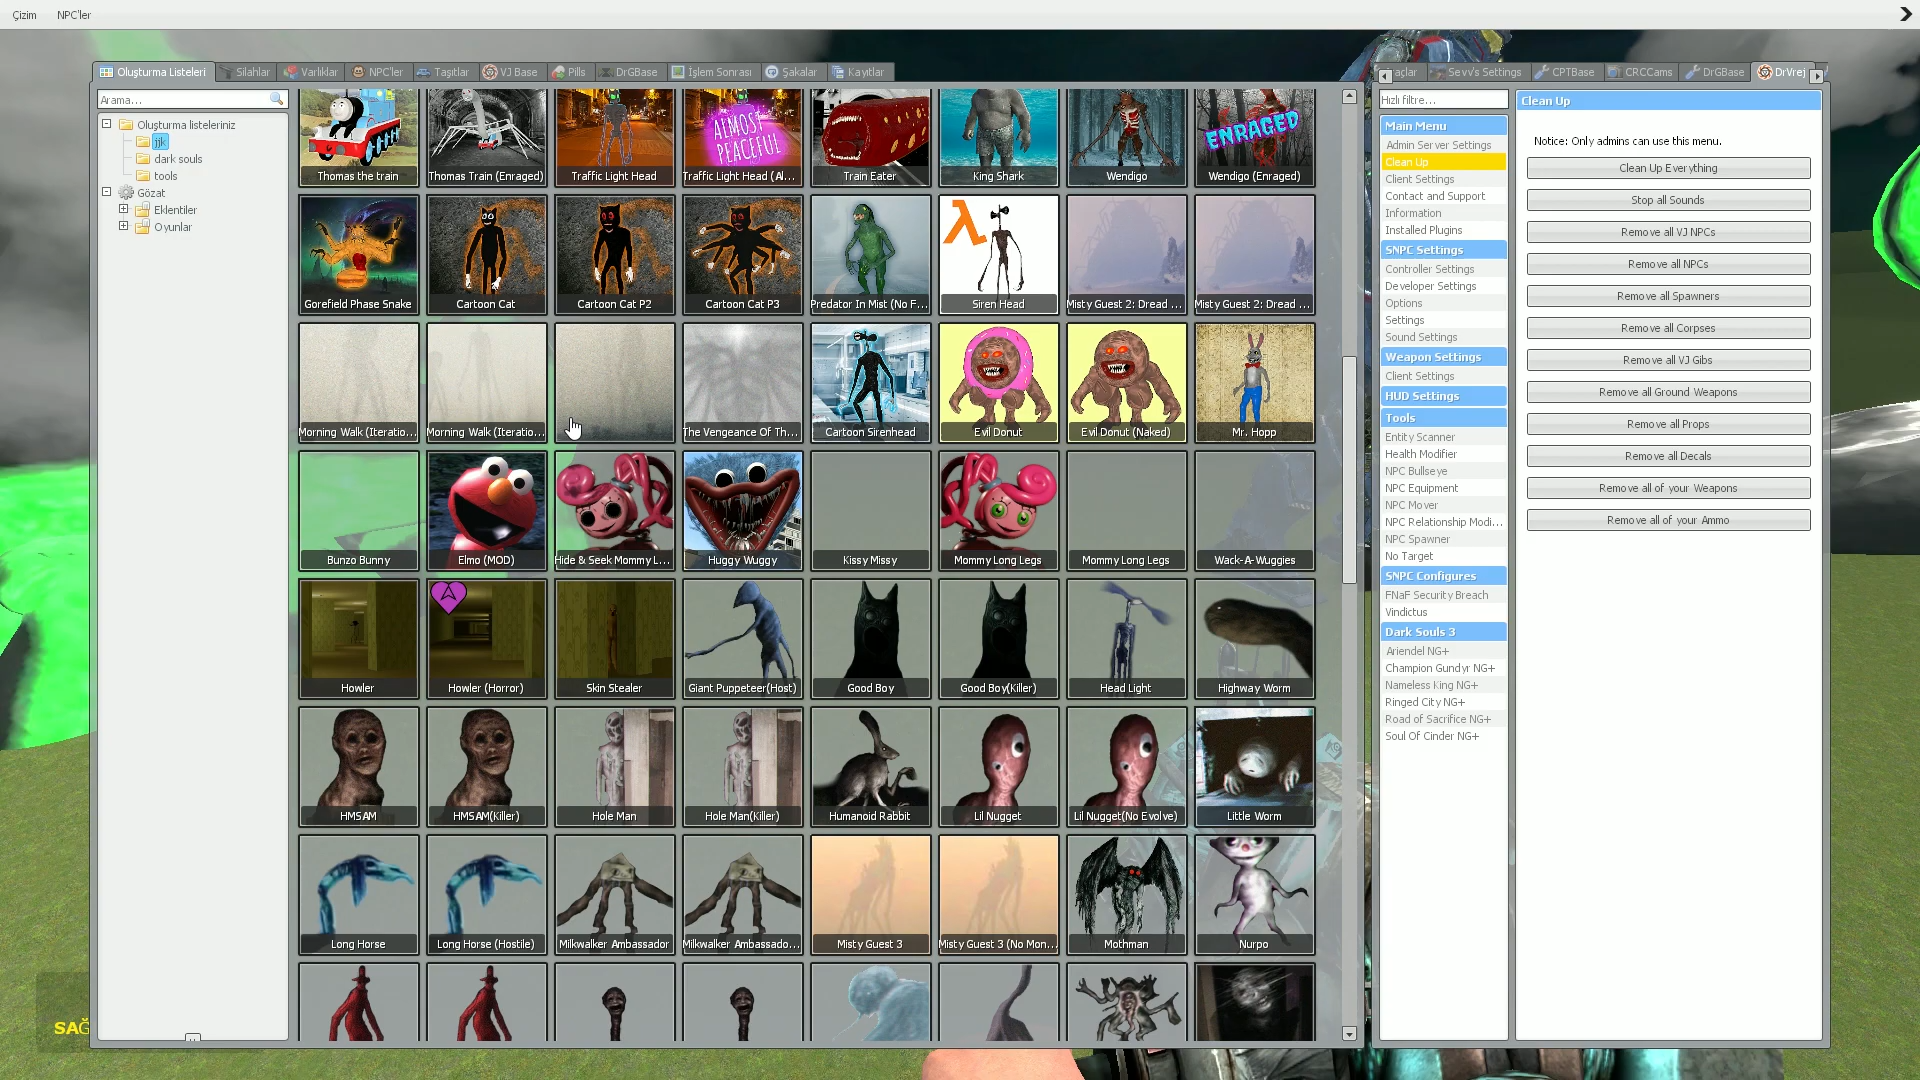 Çizim NPC'ler
Oluşturma Listeleri Silahlar Varlıklar NPC'ler Taşıtlar VJ Base Pills DrGBase İşlem Sonrası Şakalar Kayıtlar
Arama...
Oluşturma listeleriniz
jjk
dark souls
tools
Gözat
Eklentiler
Oyunlar
ALMOST PEACEFUL
ENRAGED
Thomas the train Thomas Train (Enraged) Traffic Light Head Traffic Light Head (Al... Train Eater King Shark Wendigo Wendigo (Enraged)
Gorefield Phase Snake Cartoon Cat Cartoon Cat P2 Cartoon Cat P3 Predator In Mist (No F... Siren Head Misty Guest 2: Dread ... Misty Guest 2: Dread ...
Morning Walk (Iteratio... Morning Walk (Iteratio... The Vengeance Of Th... Cartoon Sirenhead Evil Donut Evil Donut (Naked) Mr. Hopp
Bunzo Bunny Elmo (MOD) Hide & Seek Mommy L... Huggy Wuggy Kissy Missy Mommy Long Legs Mommy Long Legs Wack-A-Wuggies
Howler Howler (Horror) Skin Stealer Giant Puppeteer(Host) Good Boy Good Boy(Killer) Head Light Highway Worm
HMSAM HMSAM(Killer) Hole Man Hole Man(Killer) Humanoid Rabbit Lil Nugget Lil Nugget(No Evolve) Little Worm
Long Horse Long Horse (Hostile) Milkwalker Ambassador Milkwalker Ambassado... Misty Guest 3 Misty Guest 3 (No Mon... Mothman Nurpo
SAĞ
açlar Sevv's Settings CPTBase CRCCams DrGBase DrVrej
Hızlı filtre...
Main Menu
Admin Server Settings
Clean Up
Client Settings
Contact and Support
Information
Installed Plugins
SNPC Settings
Controller Settings
Developer Settings
Options
Settings
Sound Settings
Weapon Settings
Client Settings
HUD Settings
Tools
Entity Scanner
Health Modifier
NPC Bullseye
NPC Equipment
NPC Mover
NPC Relationship Modi...
NPC Spawner
No Target
SNPC Configures
FNaF Security Breach
Vindictus
Dark Souls 3
Ariendel NG+
Champion Gundyr NG+
Nameless King NG+
Ringed City NG+
Road of Sacrifice NG+
Soul Of Cinder NG+
Clean Up
Notice: Only admins can use this menu.
Clean Up Everything
Stop all Sounds
Remove all VJ NPCs
Remove all NPCs
Remove all Spawners
Remove all Corpses
Remove all VJ Gibs
Remove all Ground Weapons
Remove all Props
Remove all Decals
Remove all of your Weapons
Remove all of your Ammo